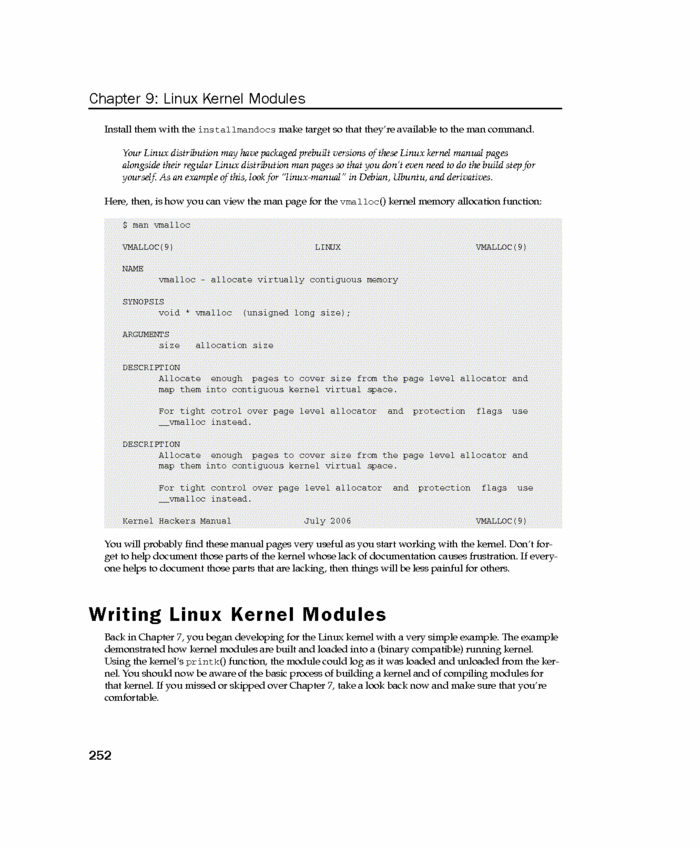 Chapter 9: Linux Kernel Modules
Install them with the installmandocs make target so that they're available to the man command.
Your Linux distribution may have packaged prebuilt versions of these Linux kernel manual pages
alongside their regular Linux distribution man pages so that you don't even need to do the build step for
yourself. As an example of this, look for "linux-manual" in Debian, Ubuntu, and derivatives.
Here, then, is how you can view the man page for the vmalloc() kernel memory allocation function:
$ man vmalloc
VMALLOC(9) LINUX VMALLOC(9)
NAME
vmalloc - allocate virtually contiguous memory
SYNOPSIS
void * vmalloc (unsigned long size);
ARGUMENTS
size allocation size
DESCRIPTION
Allocate enough pages to cover size from the page level allocator and
map them into contiguous kernel virtual space.
For tight cotrol over page level allocator and protection flags use
__vmalloc instead.
DESCRIPTION
Allocate enough pages to cover size from the page level allocator and
map them into contiguous kernel virtual space.
For tight control over page level allocator and protection flags use
__vmalloc instead.
Kernel Hackers Manual July 2006 VMALLOC(9)
You will probably find these manual pages very useful as you start working with the kernel. Don't for-
get to help document those parts of the kernel whose lack of documentation causes frustration. If every-
one helps to document those parts that are lacking, then things will be less painful for others.
Writing Linux Kernel Modules
Back in Chapter 7, you began developing for the Linux kernel with a very simple example. The example
demonstrated how kernel modules are built and loaded into a (binary compatible) running kernel.
Using the kernel's printk() function, the module could log as it was loaded and unloaded from the ker-
nel. You should now be aware of the basic process of building a kernel and of compiling modules for
that kernel. If you missed or skipped over Chapter 7, take a look back now and make sure that you're
comfortable.
252